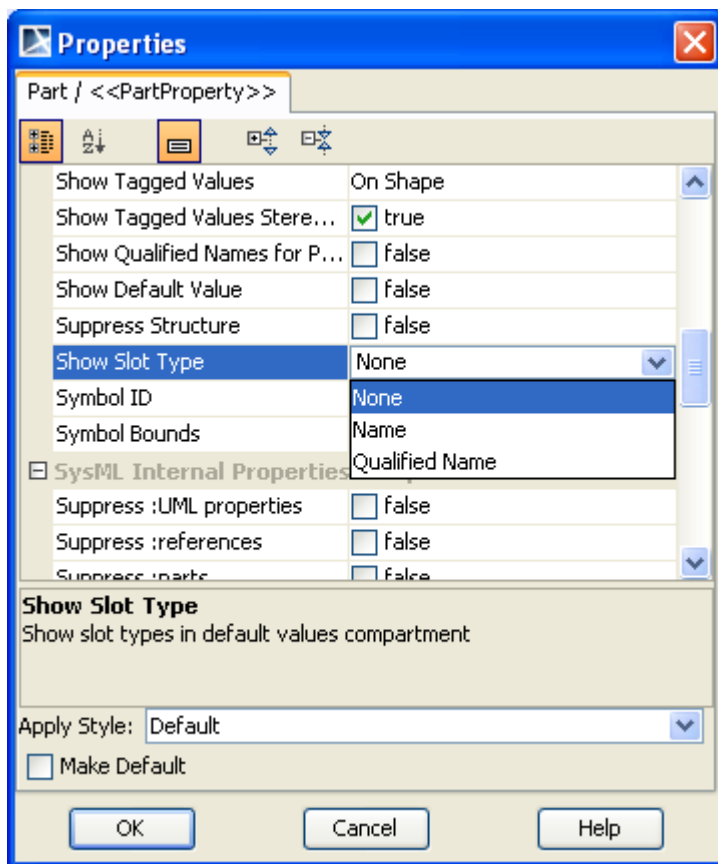 Properties
Part / <<PartProperty>>
Show Tagged Values On Shape
Show Tagged Values Stere... true
Show Qualified Names for P... false
Show Default Value false
Suppress Structure false
Show Slot Type None
Symbol ID None
Symbol Bounds Name
Qualified Name
SysML Internal Properties
Suppress :UML properties false
Suppress :references false
Suppress :parts false
Show Slot Type
Show slot types in default values compartment
Apply Style: Default
Make Default
OK Cancel Help